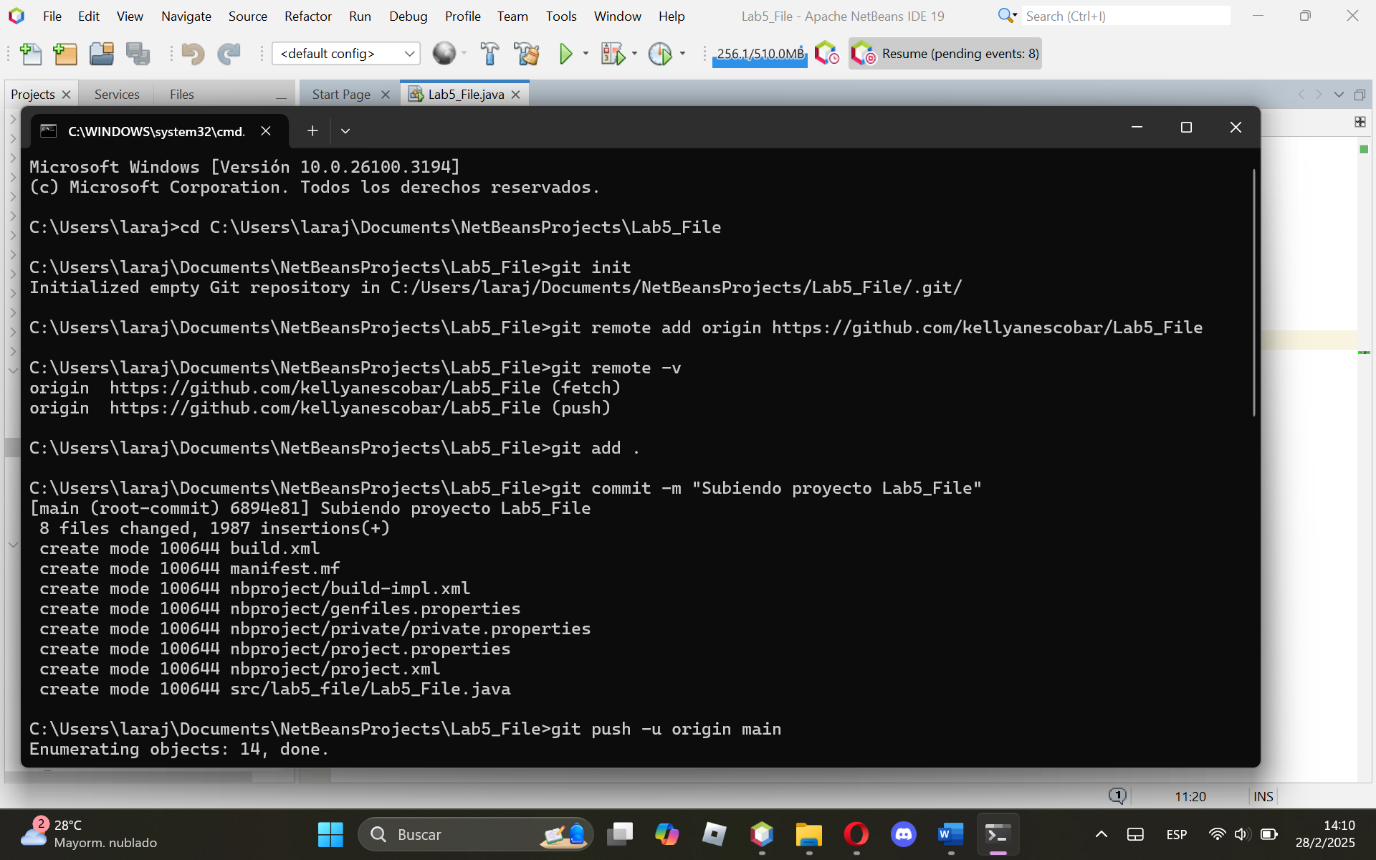 File Edit View Navigate Source Refactor Run Debug Profile Team Tools Window Help Lab5_File - Apache NetBeans IDE 19 Search (Ctrl+I)
<default config> 256.1/510.0MB Resume (pending events: 8)
Projects Services Files Start Page Lab5_File.java
C:\WINDOWS\system32\cmd.
Microsoft Windows [Versión 10.0.26100.3194]
(c) Microsoft Corporation. Todos los derechos reservados.
C:\Users\laraj>cd C:\Users\laraj\Documents\NetBeansProjects\Lab5_File
C:\Users\laraj\Documents\NetBeansProjects\Lab5_File>git init
Initialized empty Git repository in C:/Users/laraj/Documents/NetBeansProjects/Lab5_File/.git/
C:\Users\laraj\Documents\NetBeansProjects\Lab5_File>git remote add origin https://github.com/kellyanescobar/Lab5_File
C:\Users\laraj\Documents\NetBeansProjects\Lab5_File>git remote -v
origin  https://github.com/kellyanescobar/Lab5_File (fetch)
origin  https://github.com/kellyanescobar/Lab5_File (push)
C:\Users\laraj\Documents\NetBeansProjects\Lab5_File>git add .
C:\Users\laraj\Documents\NetBeansProjects\Lab5_File>git commit -m "Subiendo proyecto Lab5_File"
[main (root-commit) 6894e81] Subiendo proyecto Lab5_File
 8 files changed, 1987 insertions(+)
 create mode 100644 build.xml
 create mode 100644 manifest.mf
 create mode 100644 nbproject/build-impl.xml
 create mode 100644 nbproject/genfiles.properties
 create mode 100644 nbproject/private/private.properties
 create mode 100644 nbproject/project.properties
 create mode 100644 nbproject/project.xml
 create mode 100644 src/lab5_file/Lab5_File.java
C:\Users\laraj\Documents\NetBeansProjects\Lab5_File>git push -u origin main
Enumerating objects: 14, done.
1 11:20 INS
2 28°C
Mayorm. nublado
Buscar
ESP
14:10
28/2/2025